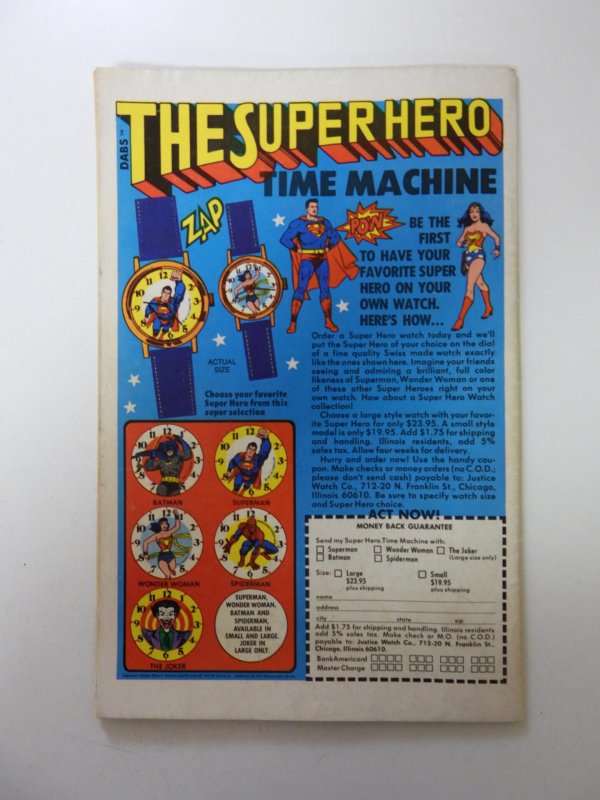 DABS™
THE SUPER HERO
TIME MACHINE
ZAP
POW
BE THE
FIRST
TO HAVE YOUR
FAVORITE SUPER
HERO ON YOUR
OWN WATCH.
HERE'S HOW...
ACTUAL
SIZE
Choose your favorite
Super Hero from this
super selection
Order a Super Hero watch today and we'll
put the Super Hero of your choice on the dial
of a fine quality Swiss made watch exactly
like the ones shown here. Imagine your friends
seeing and admiring a brilliant, full color
likeness of Superman, Wonder Woman or one
of these other Super Heroes right on your
own watch. How about a Super Hero Watch
collection!
Choose a large style watch with your favor-
ite Super Hero for only $23.95. A small style
model is only $19.95. Add $1.75 for shipping
and handling. Illinois residents, add 5%
sales tax. Allow four weeks for delivery.
Hurry and order now! Use the handy cou-
pon. Make checks or money orders (no C.O.D.;
please don't send cash) payable to: Justice
Watch Co., 712-20 N. Franklin St., Chicago,
Illinois 60610. Be sure to specify watch size
and Super Hero choice.
ACT NOW!
BATMAN
SUPERMAN
WONDER WOMAN
SPIDERMAN
THE JOKER
SUPERMAN,
WONDER WOMAN,
BATMAN AND
SPIDERMAN,
AVAILABLE IN
SMALL AND LARGE.
JOKER IN
LARGE ONLY.
MONEY BACK GUARANTEE
Send my Super Hero Time Machine with:
Superman Wonder Woman The Joker
Batman Spiderman (Large size only)
Size: Large Small
$23.95 $19.95
plus shipping plus shipping
name
address
city state zip
Add $1.75 for shipping and handling. Illinois residents
add 5% sales tax. Make check or M.O. (no C.O.D.)
payable to: Justice Watch Co., 712-20 N. Franklin St.,
Chicago, Illinois 60610.
BankAmericard
Master Charge